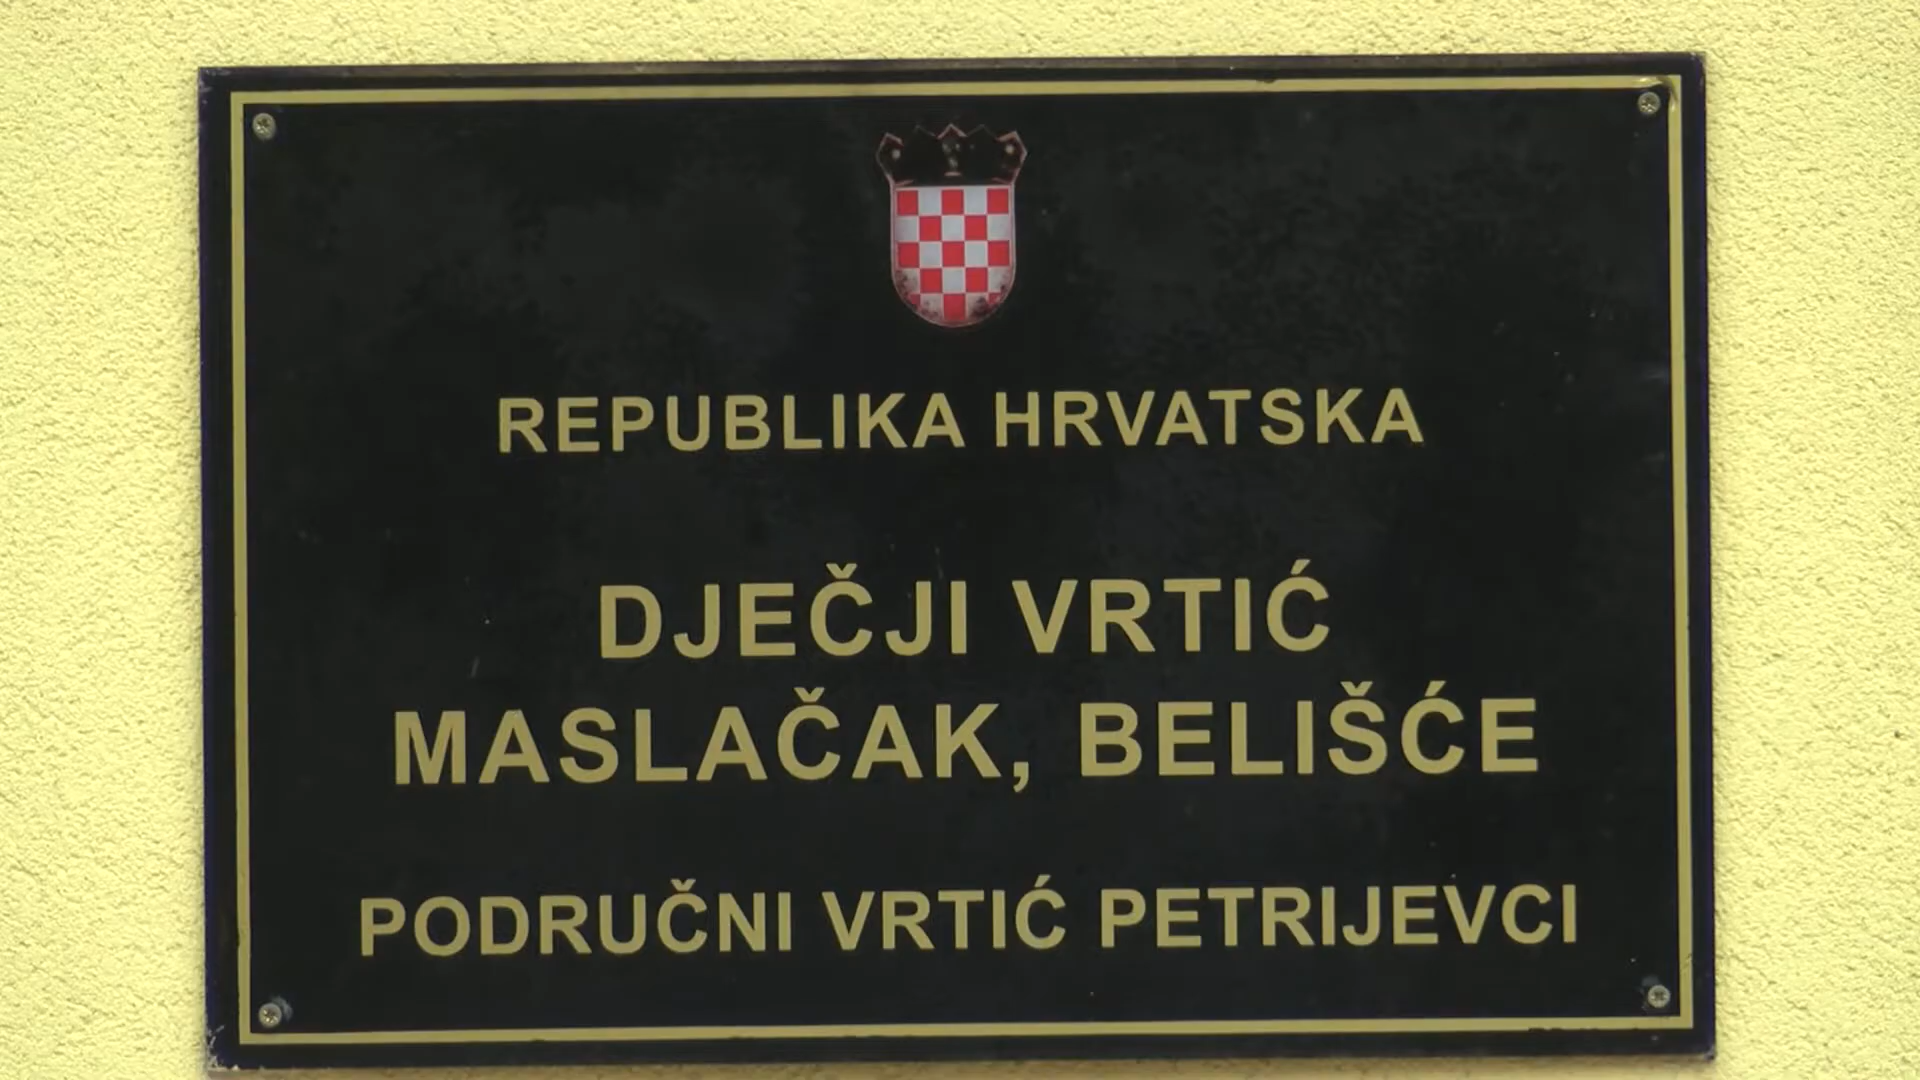 REPUBLIKA HRVATSKA
DJEČJI VRTIĆ
MASLAČAK, BELIŠĆE
PODRUČNI VRTIĆ PETRIJEVCI